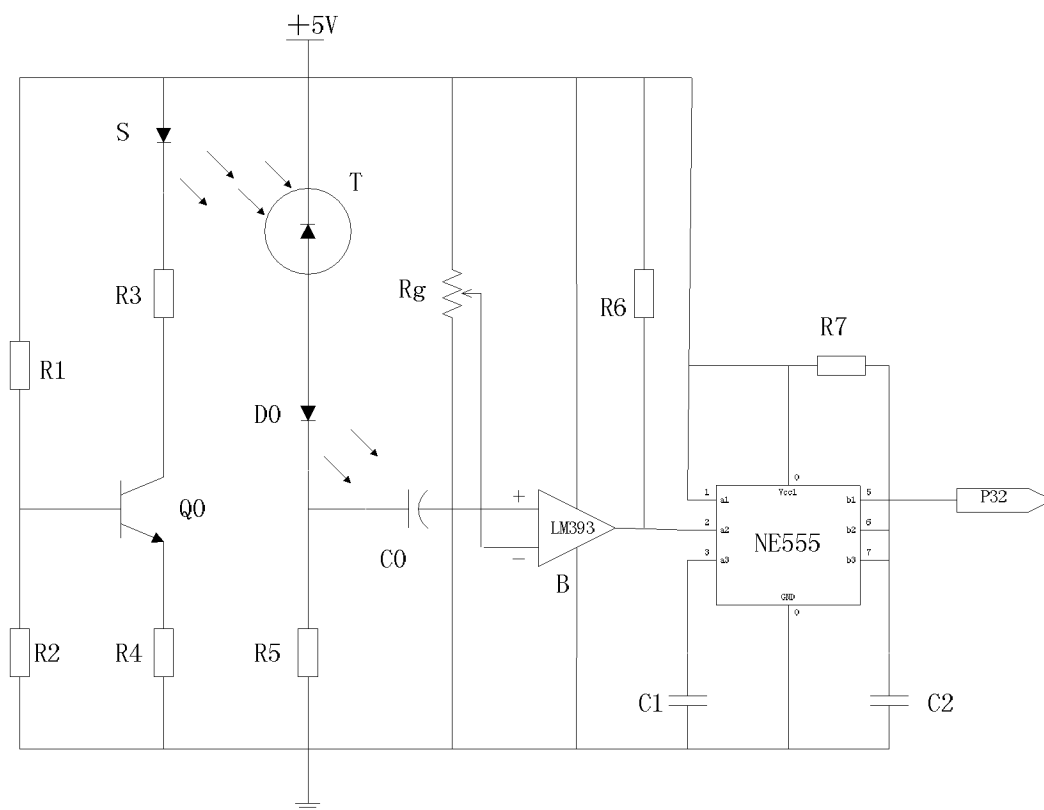 +5V
S
T
R3
Rg
R6
R7
R1
D0
Q0
C0
+
LM393
−
B
1
2
3
a1
a2
a3
0
Vcc1
NE555
GND
0
b1
b2
b3
5
6
7
P32
R2
R4
R5
C1
C2